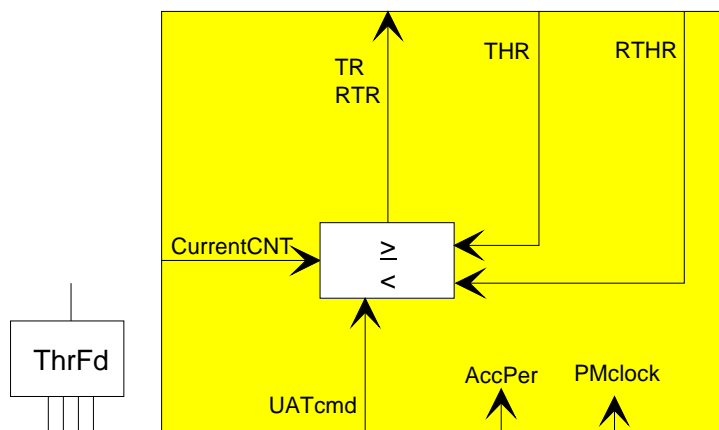 TR
RTR
THR
RTHR
CurrentCNT
≥
<
ThrFd
UATcmd
AccPer
PMclock